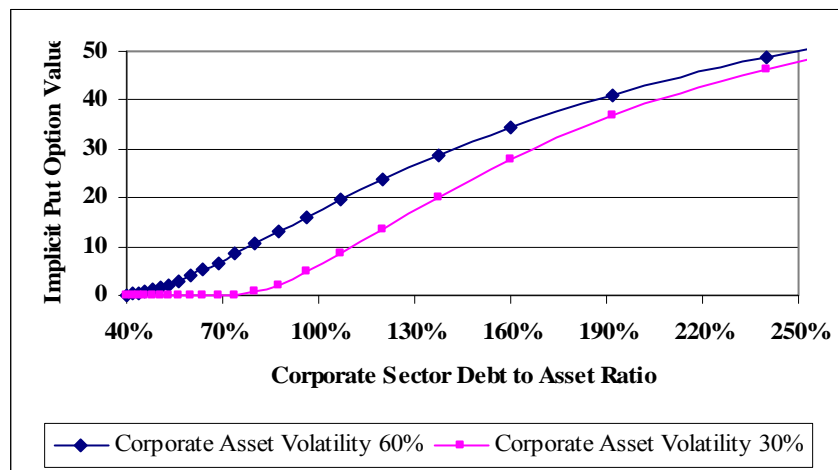 Implicit Put Option Value
50
40
30
20
10
0
40% 70% 100% 130% 160% 190% 220% 250%
Corporate Sector Debt to Asset Ratio
Corporate Asset Volatility 60% Corporate Asset Volatility 30%